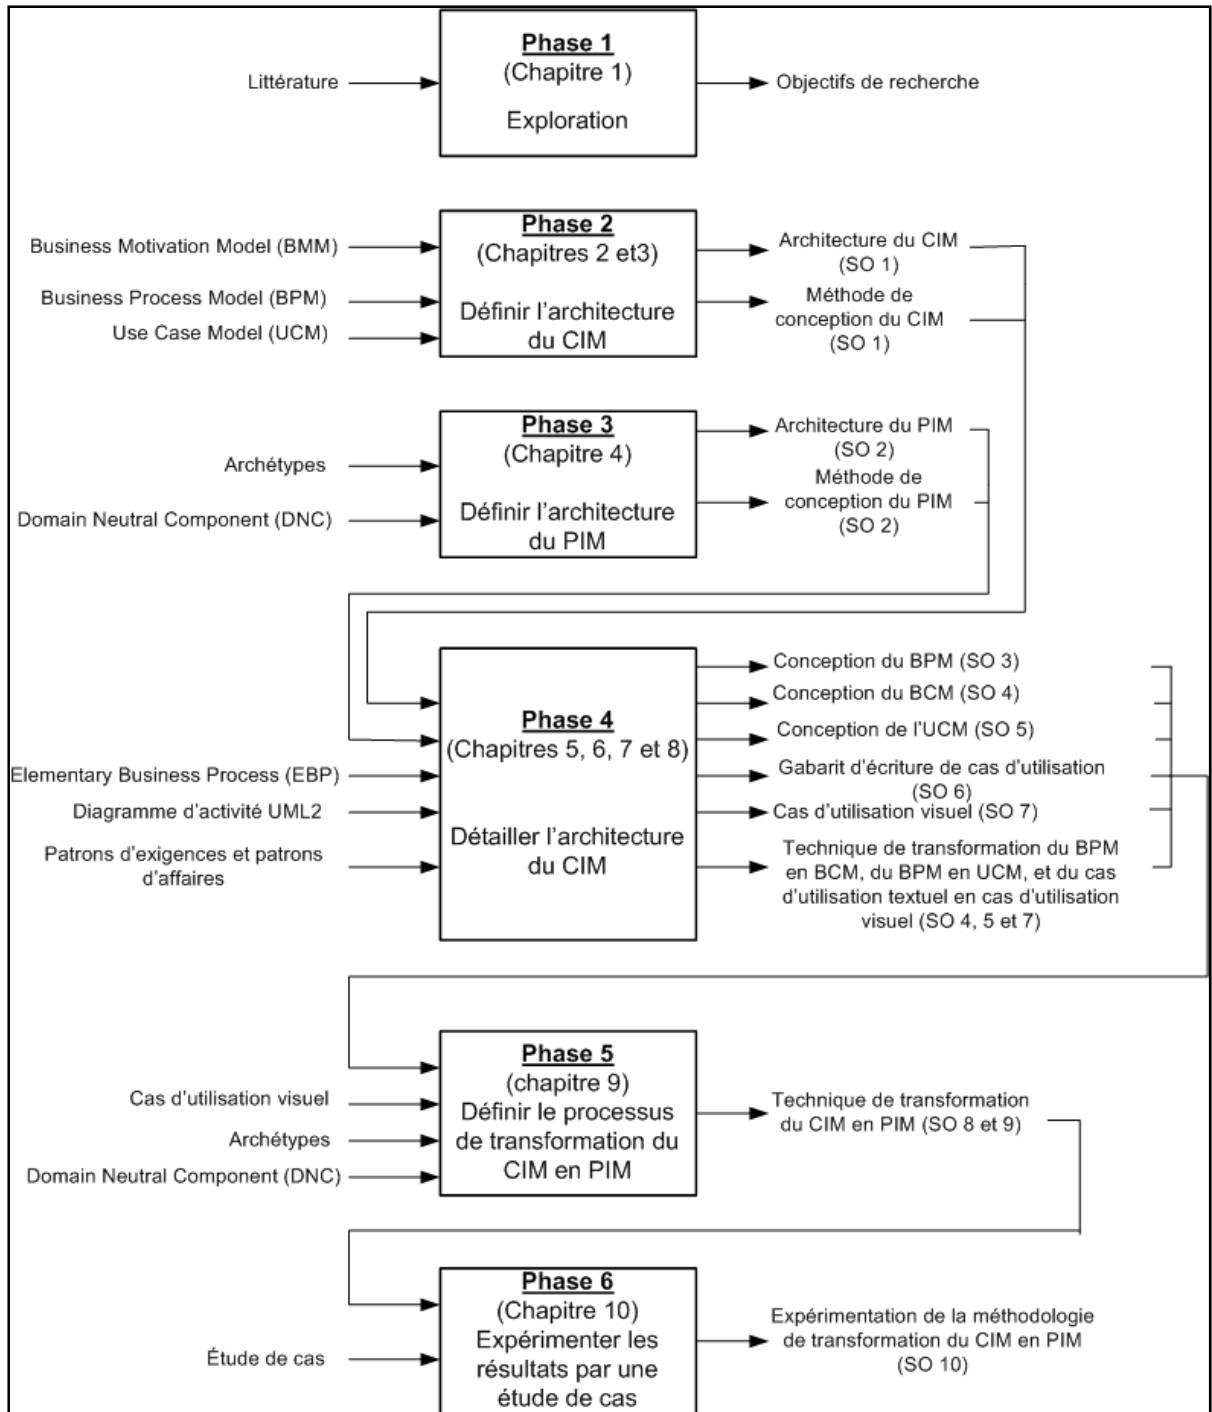 Phase 1
(Chapitre 1)
Exploration
Littérature
Objectifs de recherche
Phase 2
(Chapitres 2 et3)
Définir l'architecture
du CIM
Business Motivation Model (BMM)
Business Process Model (BPM)
Use Case Model (UCM)
Architecture du CIM
(SO 1)
Méthode de
conception du CIM
(SO 1)
Phase 3
(Chapitre 4)
Définir l'architecture
du PIM
Archétypes
Domain Neutral Component (DNC)
Architecture du PIM
(SO 2)
Méthode de
conception du PIM
(SO 2)
Phase 4
(Chapitres 5, 6, 7 et 8)
Détailler l'architecture
du CIM
Elementary Business Process (EBP)
Diagramme d'activité UML2
Patrons d'exigences et patrons
d'affaires
Conception du BPM (SO 3)
Conception du BCM (SO 4)
Conception de l'UCM (SO 5)
Gabarit d'écriture de cas d'utilisation
(SO 6)
Cas d'utilisation visuel (SO 7)
Technique de transformation du BPM
en BCM, du BPM en UCM, et du cas
d'utilisation textuel en cas d'utilisation
visuel (SO 4, 5 et 7)
Phase 5
(chapitre 9)
Définir le processus
de transformation du
CIM en PIM
Cas d'utilisation visuel
Archétypes
Domain Neutral Component (DNC)
Technique de transformation
du CIM en PIM (SO 8 et 9)
Phase 6
(Chapitre 10)
Expérimenter les
résultats par une
étude de cas
Étude de cas
Expérimentation de la méthodologie
de transformation du CIM en PIM
(SO 10)